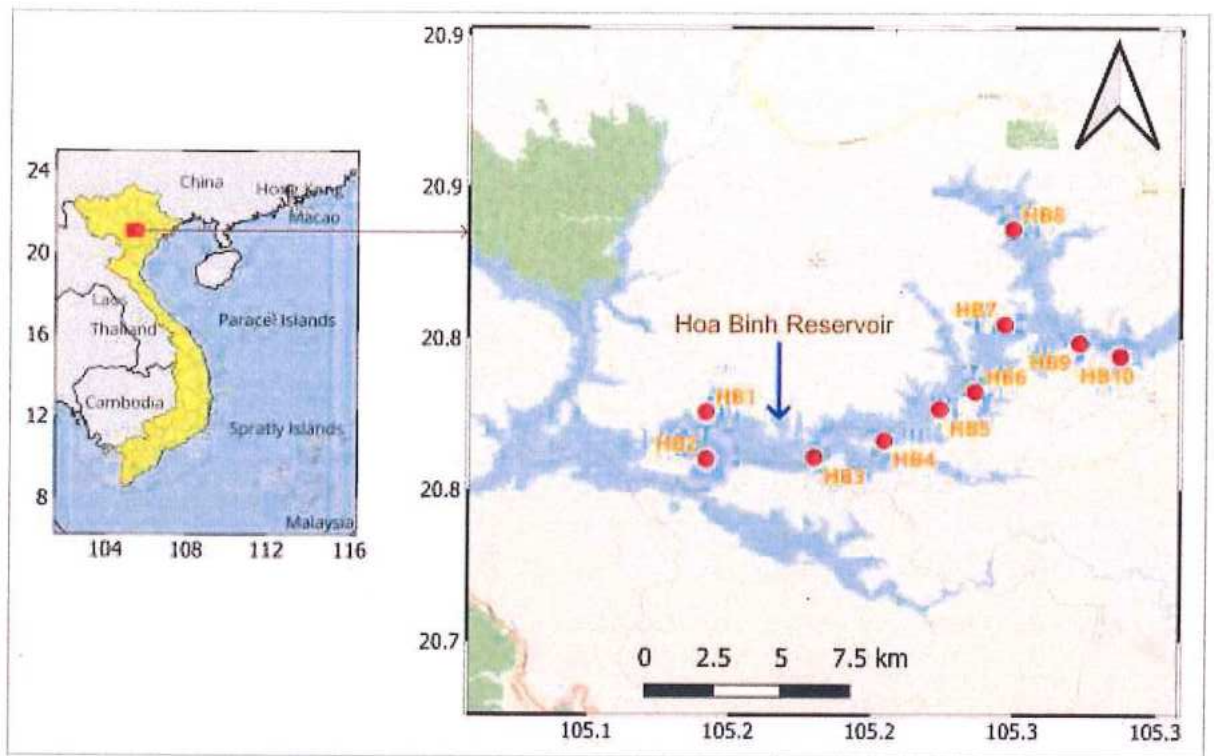 24
20
16
12
8
104 108 112 116
China
Hong Kong
Macao
Laos
Thailand
Paracel Islands
Cambodia
Spratly Islands
Malaysia
20.9
20.9
20.8
20.8
20.7
105.1 105.2 105.2 105.3 105.3
Hoa Binh Reservoir
HB8
HB7
HB9
HB10
HB6
HB1
HB5
HB2
HB4
HB3
0 2.5 5 7.5 km